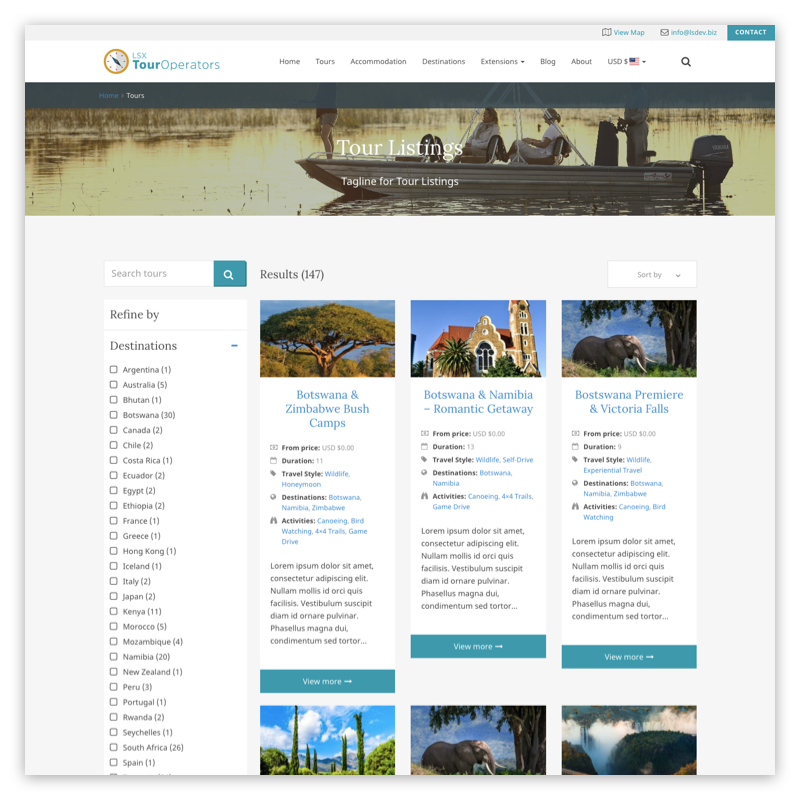 View Map
info@lsdev.biz
CONTACT
LSX
TourOperators
Home
Tours
Accommodation
Destinations
Extensions
Blog
About
USD $
Home > Tours
Tour Listings
Tagline for Tour Listings
Search tours
Results (147)
Sort by
Refine by
Destinations
Argentina (1)
Australia (5)
Bhutan (1)
Botswana (30)
Canada (2)
Chile (2)
Costa Rica (1)
Ecuador (2)
Egypt (2)
Ethiopia (2)
France (1)
Greece (1)
Hong Kong (1)
Iceland (1)
Italy (2)
Japan (2)
Kenya (11)
Morocco (5)
Mozambique (4)
Namibia (20)
New Zealand (1)
Peru (3)
Portugal (1)
Rwanda (2)
Seychelles (1)
South Africa (26)
Spain (1)
Botswana &
Zimbabwe Bush
Camps
From price: USD $0.00
Duration: 11
Travel Style: Wildlife,
Honeymoon
Destinations: Botswana,
Namibia, Zimbabwe
Activities: Canoeing, Bird
Watching, 4×4 Trails, Game
Drive
Lorem ipsum dolor sit amet,
consectetur adipiscing elit.
Nullam mollis id orci quis
facilisis. Vestibulum suscipit
diam id ornare pulvinar.
Phasellus magna dui,
condimentum sed tortor...
View more
Botswana & Namibia
– Romantic Getaway
From price: USD $0.00
Duration: 13
Travel Style: Wildlife, Self-Drive
Destinations: Botswana,
Namibia
Activities: Canoeing, 4×4 Trails,
Game Drive
Lorem ipsum dolor sit amet,
consectetur adipiscing elit.
Nullam mollis id orci quis
facilisis. Vestibulum suscipit
diam id ornare pulvinar.
Phasellus magna dui,
condimentum sed tortor...
View more
Bostswana Premiere
& Victoria Falls
From price: USD $0.00
Duration: 9
Travel Style: Wildlife,
Experiential Travel
Destinations: Botswana,
Namibia, Zimbabwe
Activities: Canoeing, Bird
Watching
Lorem ipsum dolor sit amet,
consectetur adipiscing elit.
Nullam mollis id orci quis
facilisis. Vestibulum suscipit
diam id ornare pulvinar.
Phasellus magna dui,
condimentum sed tortor...
View more